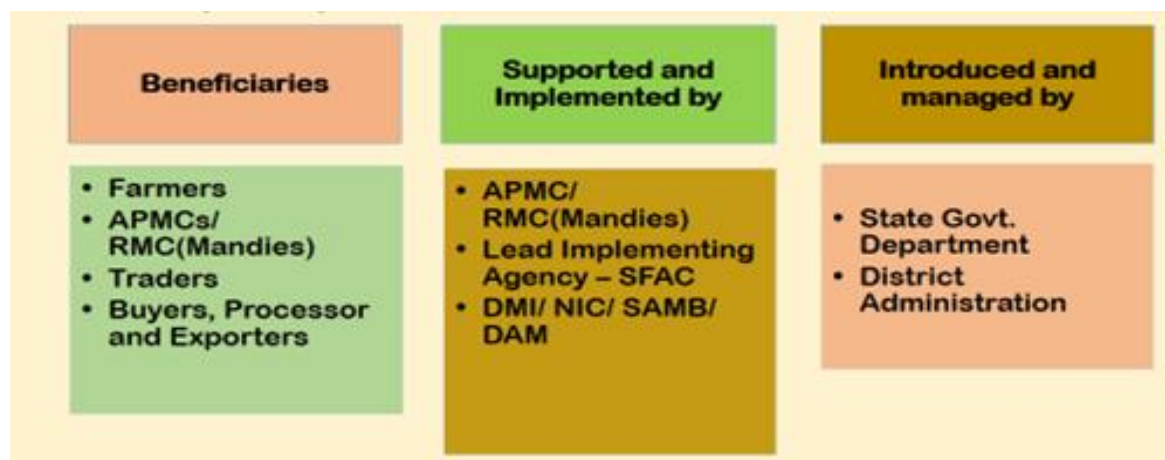 Beneficiaries
• Farmers
• APMCs/
RMC(Mandies)
• Traders
• Buyers, Processor
and Exporters
Supported and
Implemented by
• APMC/
RMC(Mandies)
• Lead Implementing
Agency – SFAC
• DMI/ NIC/ SAMB/
DAM
Introduced and
managed by
• State Govt.
Department
• District
Administration